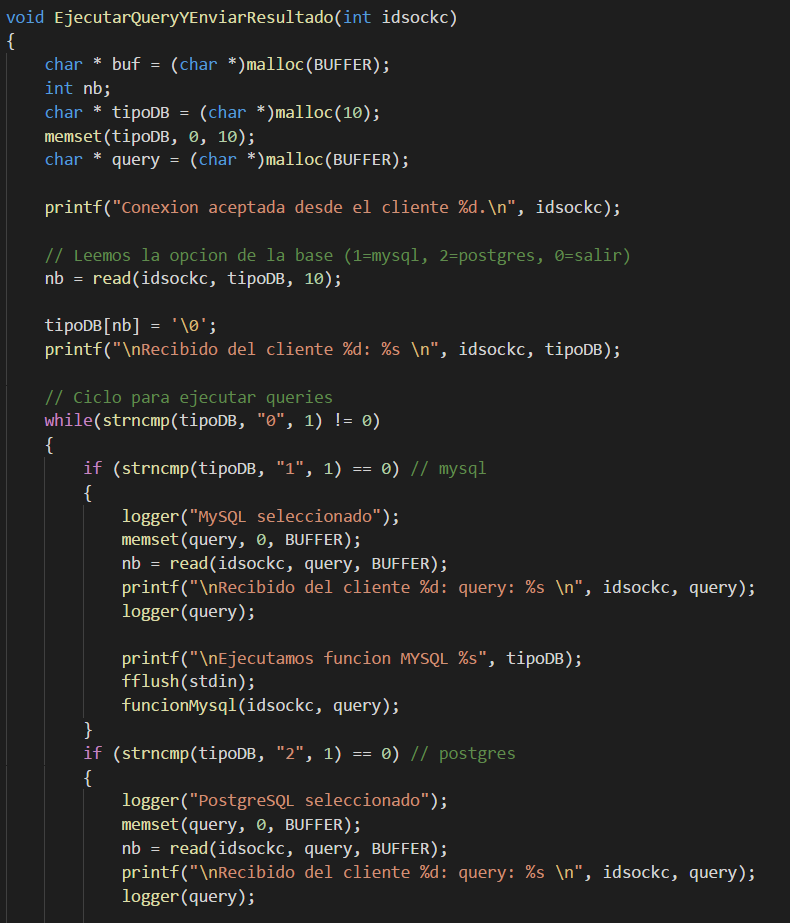 void EjecutarQueryYEnviarResultado(int idsockc)
{
    char * buf = (char *)malloc(BUFFER);
    int nb;
    char * tipoDB = (char *)malloc(10);
    memset(tipoDB, 0, 10);
    char * query = (char *)malloc(BUFFER);

    printf("Conexion aceptada desde el cliente %d.\n", idsockc);

    // Leemos la opcion de la base (1=mysql, 2=postgres, 0=salir)
    nb = read(idsockc, tipoDB, 10);

    tipoDB[nb] = '\0';
    printf("\nRecibido del cliente %d: %s \n", idsockc, tipoDB);

    // Ciclo para ejecutar queries
    while(strncmp(tipoDB, "0", 1) != 0)
    {
        if (strncmp(tipoDB, "1", 1) == 0) // mysql
        {
            logger("MySQL seleccionado");
            memset(query, 0, BUFFER);
            nb = read(idsockc, query, BUFFER);
            printf("\nRecibido del cliente %d: query: %s \n", idsockc, query);
            logger(query);

            printf("\nEjecutamos funcion MYSQL %s", tipoDB);
            fflush(stdin);
            funcionMysql(idsockc, query);
        }
        if (strncmp(tipoDB, "2", 1) == 0) // postgres
        {
            logger("PostgreSQL seleccionado");
            memset(query, 0, BUFFER);
            nb = read(idsockc, query, BUFFER);
            printf("\nRecibido del cliente %d: query: %s \n", idsockc, query);
            logger(query);